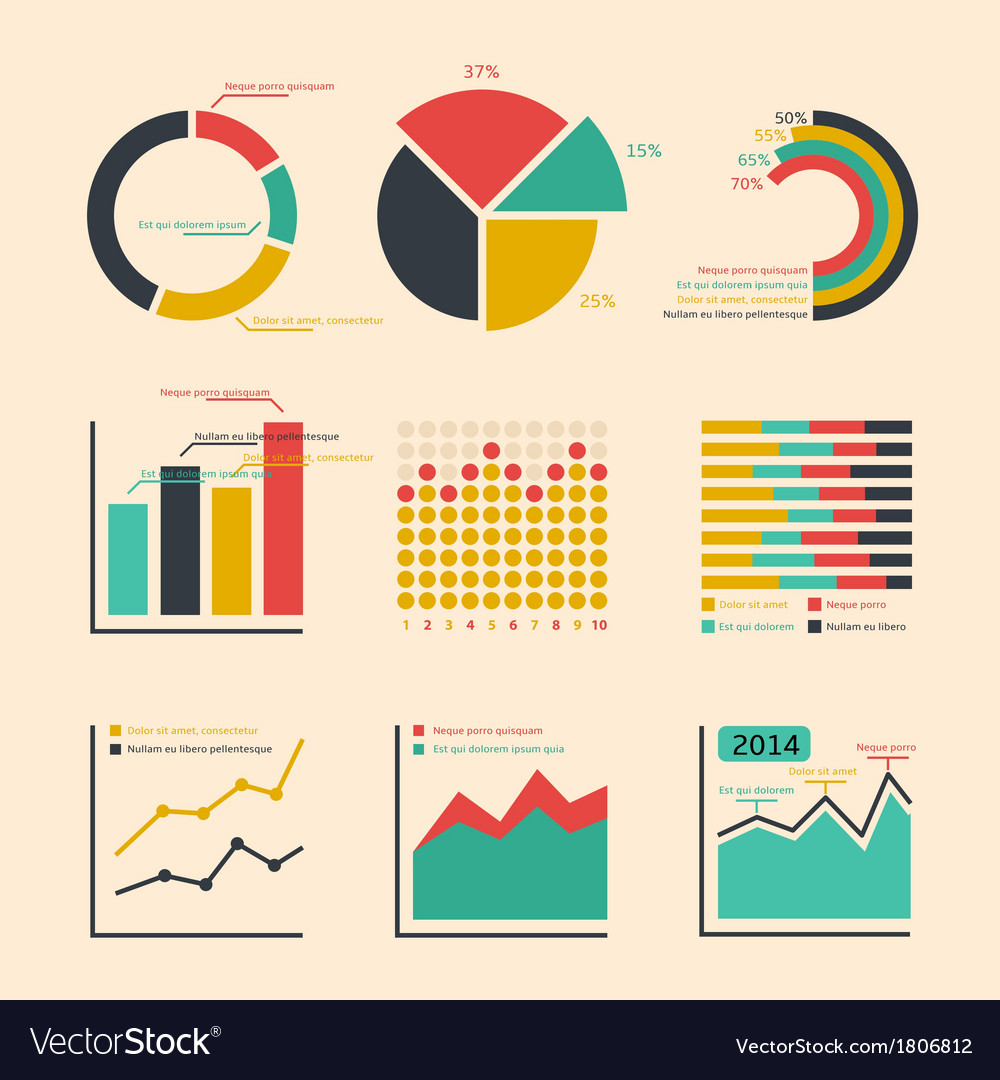 Neque porro quisquam
Est qui dolorem ipsum
Dolor sit amet, consectetur
37%
15%
25%
50%
55%
65%
70%
Neque porro quisquam
Est qui dolorem ipsum quia
Dolor sit amet, consectetur
Nullam eu libero pellentesque
Neque porro quisquam
Nullam eu libero pellentesque
Dolor sit amet, consectetur
Est qui dolorem ipsum quia
1 2 3 4 5 6 7 8 9 10
Dolor sit amet
Neque porro
Est qui dolorem
Nullam eu libero
Dolor sit amet, consectetur
Nullam eu libero pellentesque
Neque porro quisquam
Est qui dolorem ipsum quia
2014
Neque porro
Dolor sit amet
Est qui dolorem
VectorStock®
VectorStock.com/1806812